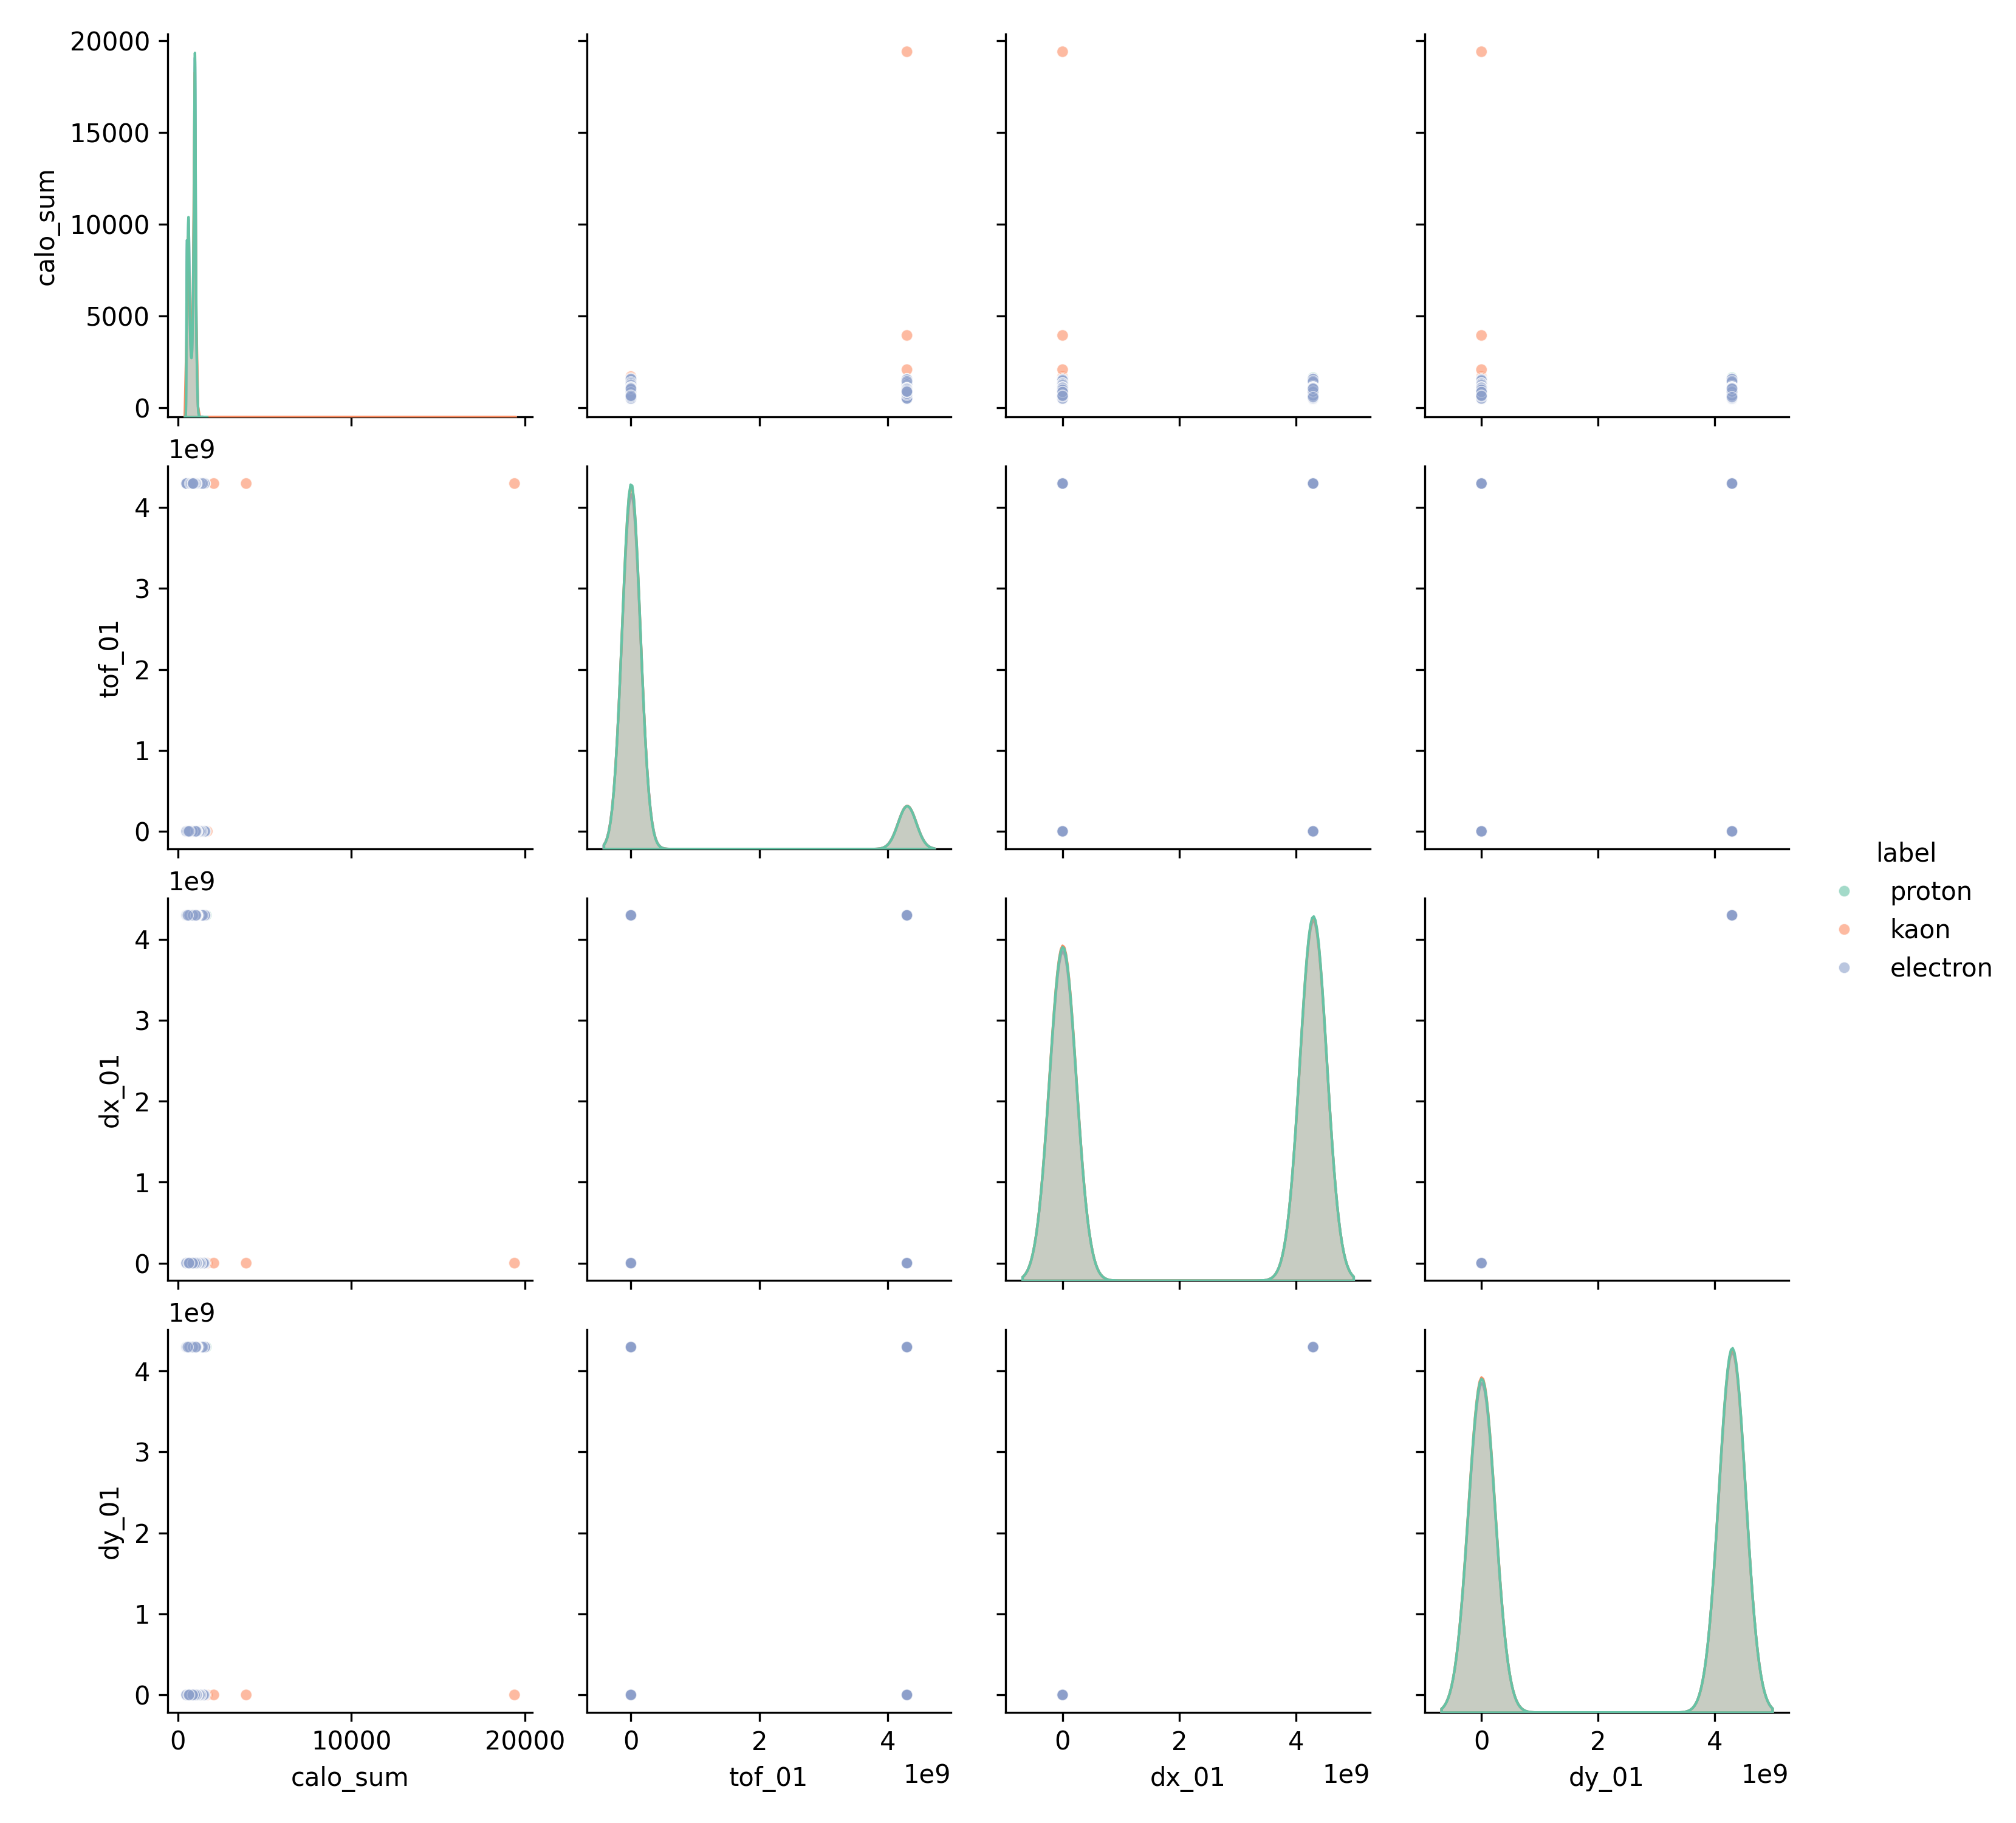 20000
15000
10000
5000
0
calo_sum
1e9
4
3
2
1
0
tof_01
label
proton
kaon
electron
1e9
4
3
2
1
0
dx_01
1e9
4
3
2
1
0
dy_01
0 10000 20000 0 2 4 0 2 4 0 2 4
1e9 1e9 1e9
calo_sum tof_01 dx_01 dy_01